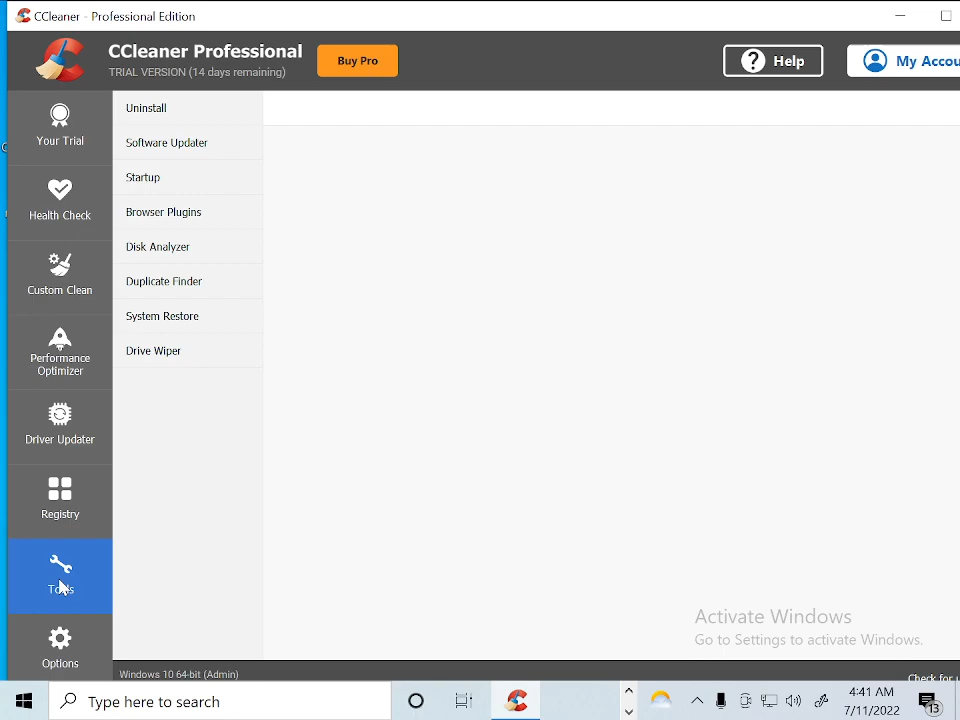 CCleaner - Professional Edition
CCleaner Professional
TRIAL VERSION (14 days remaining)
Buy Pro
Help
My Accou
Your Trial
Health Check
Custom Clean
Performance
Optimizer
Driver Updater
Registry
Tools
Options
Uninstall
Software Updater
Startup
Browser Plugins
Disk Analyzer
Duplicate Finder
System Restore
Drive Wiper
Activate Windows
Go to Settings to activate Windows.
Windows 10 64-bit (Admin)
Check for u
Type here to search
4:41 AM
7/11/2022
13